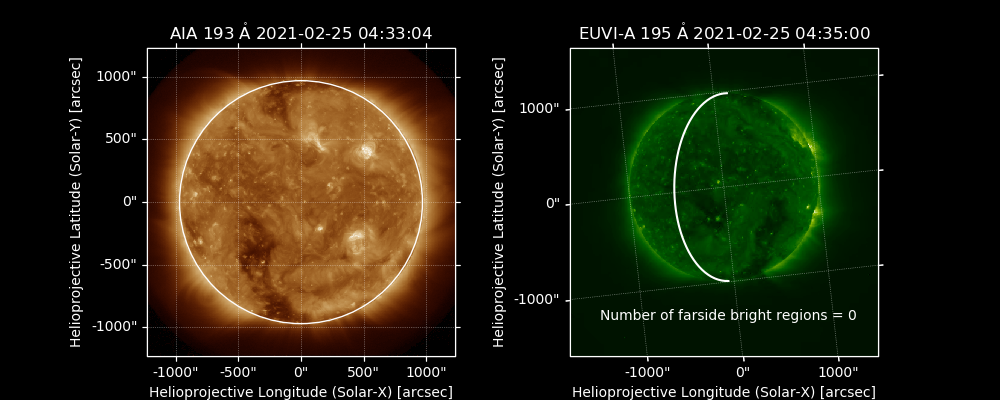 AIA 193 Å 2021-02-25 04:33:04
Helioprojective Latitude (Solar-Y) [arcsec]
1000"
500"
0"
-500"
-1000"
-1000"
-500"
0"
500"
1000"
Helioprojective Longitude (Solar-X) [arcsec]
EUVI-A 195 Å 2021-02-25 04:35:00
Helioprojective Latitude (Solar-Y) [arcsec]
1000"
0"
-1000"
Number of farside bright regions = 0
-1000"
0"
1000"
Helioprojective Longitude (Solar-X) [arcsec]